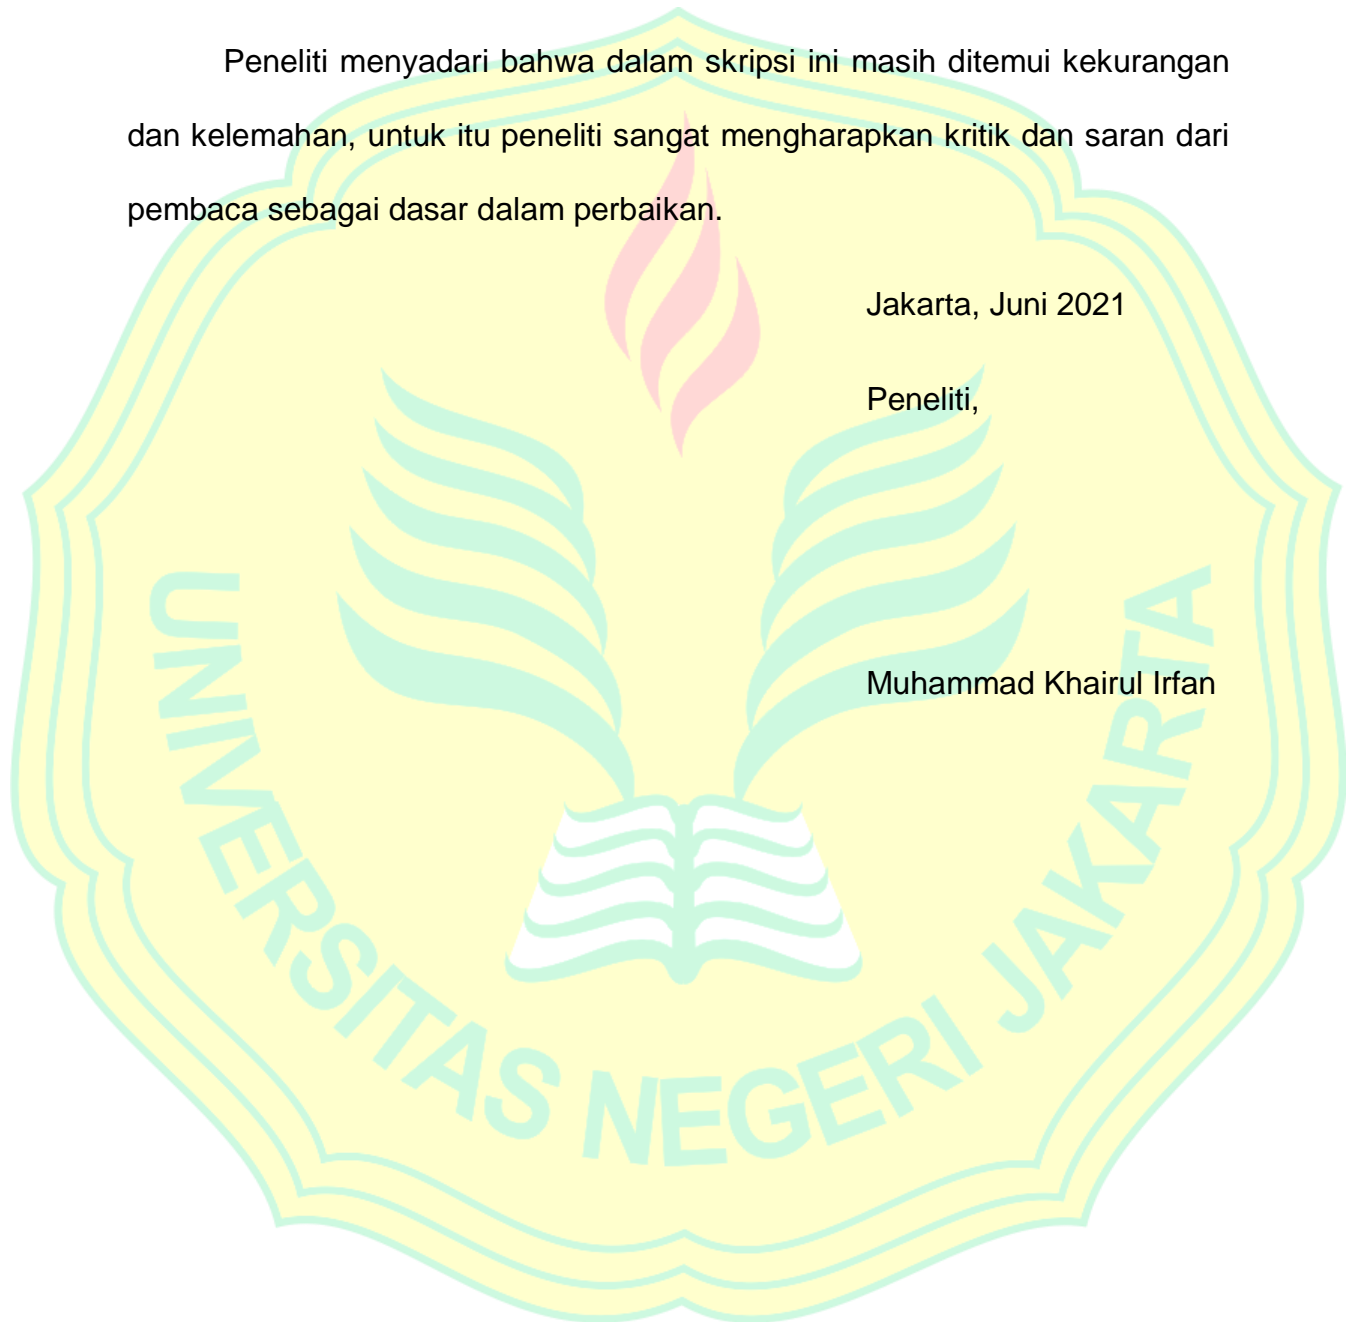 Peneliti menyadari bahwa dalam skripsi ini masih ditemui kekurangan
dan kelemahan, untuk itu peneliti sangat mengharapkan kritik dan saran dari
pembaca sebagai dasar dalam perbaikan.
Jakarta, Juni 2021
Peneliti,
Muhammad Khairul Irfan
UNIVERSITAS NEGERI JAKARTA